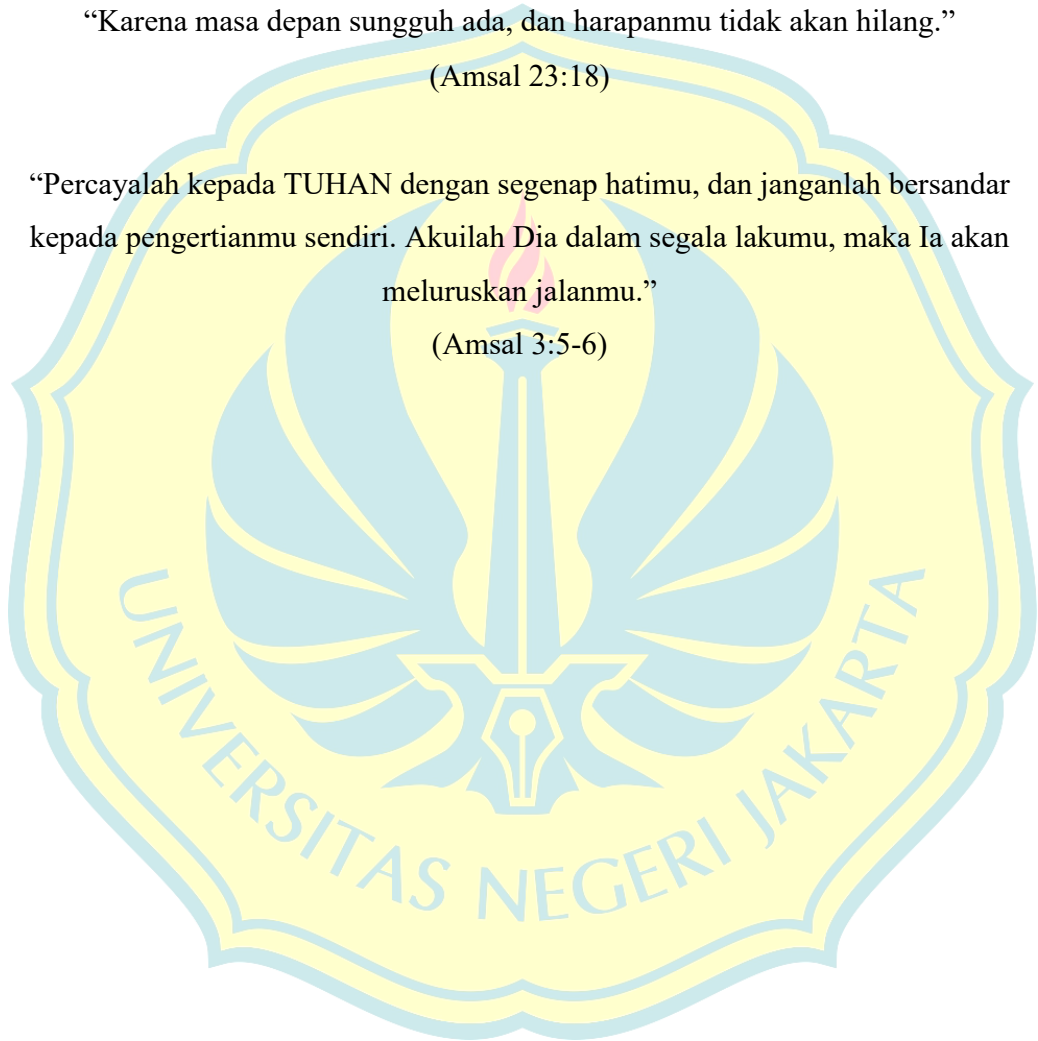 “Karena masa depan sungguh ada, dan harapanmu tidak akan hilang.”
(Amsal 23:18)
“Percayalah kepada TUHAN dengan segenap hatimu, dan janganlah bersandar
kepada pengertianmu sendiri. Akuilah Dia dalam segala lakumu, maka Ia akan
meluruskan jalanmu.”
(Amsal 3:5-6)
UNIVERSITAS NEGERI JAKARTA